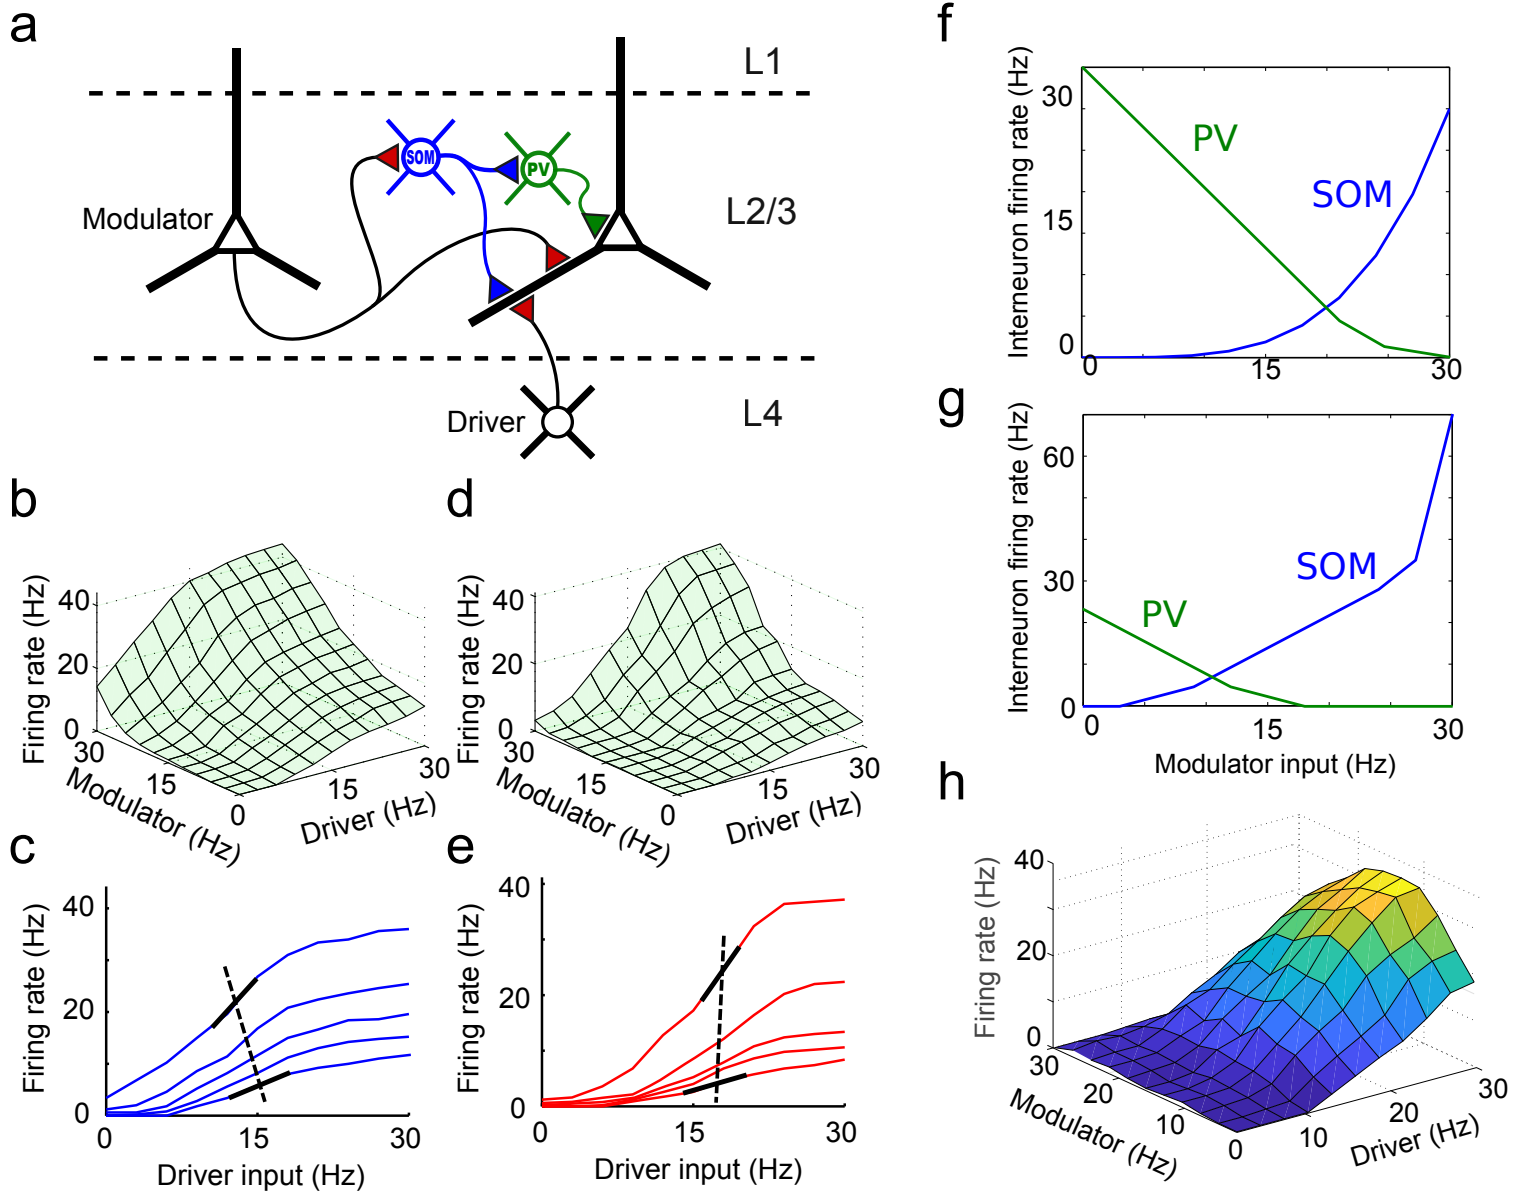 a
L1
SOM
PV
Modulator
L2/3
Driver
L4
b
Firing rate (Hz)
40
20
0
30
15
0
Modulator (Hz)
15
30
Driver (Hz)
d
Firing rate (Hz)
40
20
0
30
15
0
Modulator (Hz)
15
30
Driver (Hz)
c
Firing rate (Hz)
40
20
0
0
15
30
Driver input (Hz)
e
Firing rate (Hz)
40
20
0
0
15
30
Driver input (Hz)
f
Interneuron firing rate (Hz)
30
15
0
PV
SOM
0
15
30
g
Interneuron firing rate (Hz)
60
30
0
PV
SOM
0
15
30
Modulator input (Hz)
h
Firing rate (Hz)
40
20
0
30
20
10
0
Modulator (Hz)
10
20
30
Driver (Hz)